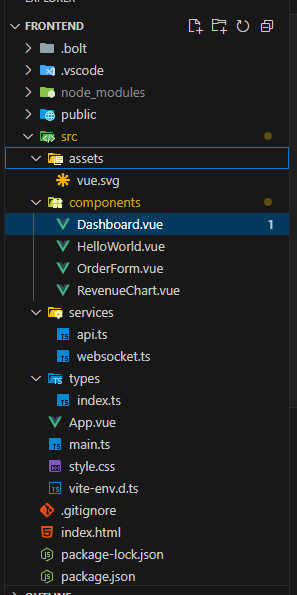 EXPLORER
FRONTEND
.bolt
.vscode
node_modules
public
src
assets
vue.svg
components
Dashboard.vue 1
HelloWorld.vue
OrderForm.vue
RevenueChart.vue
services
api.ts
websocket.ts
types
index.ts
App.vue
main.ts
style.css
vite-env.d.ts
.gitignore
index.html
package-lock.json
package.json
OUTLINE